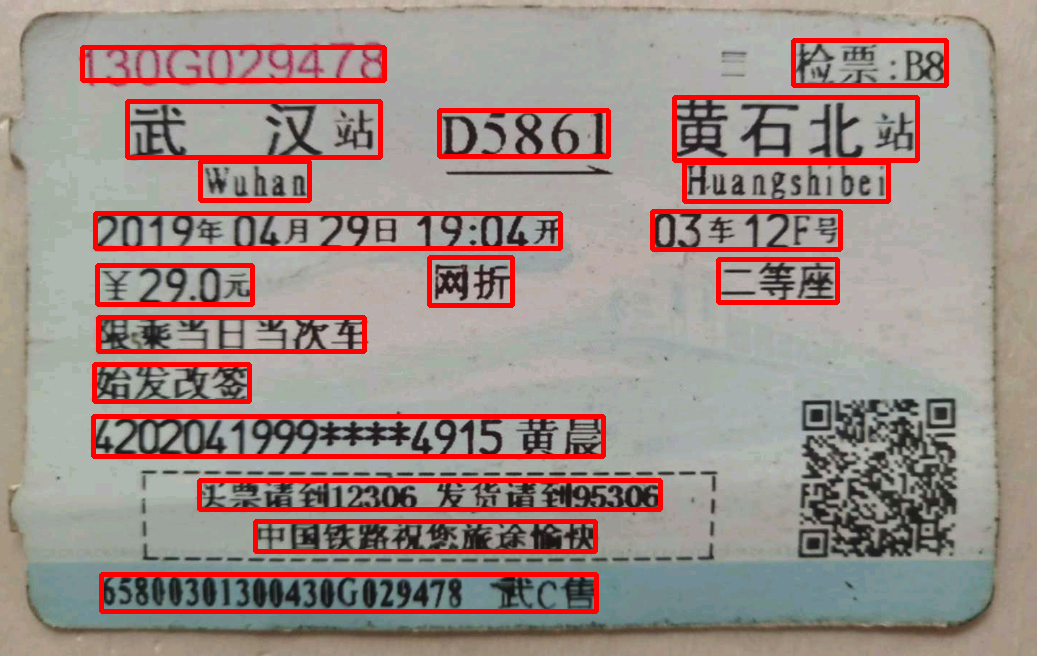 130G029478 检票:B8
武汉站 D5861 黄石北站
Wuhan Huangshibei
2019年04月29日 19:04开 03车12F号
￥29.0元 网折 二等座
限乘当日当次车
始发改签
4202041999****4915 黄晨
买票请到12306 发货请到95306
中国铁路祝您旅途愉快
65800301300430G029478 武C售